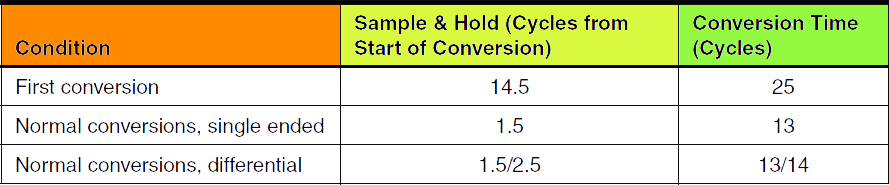 Condition
Sample & Hold (Cycles from
Start of Conversion)
Conversion Time
(Cycles)
First conversion
14.5
25
Normal conversions, single ended
1.5
13
Normal conversions, differential
1.5/2.5
13/14